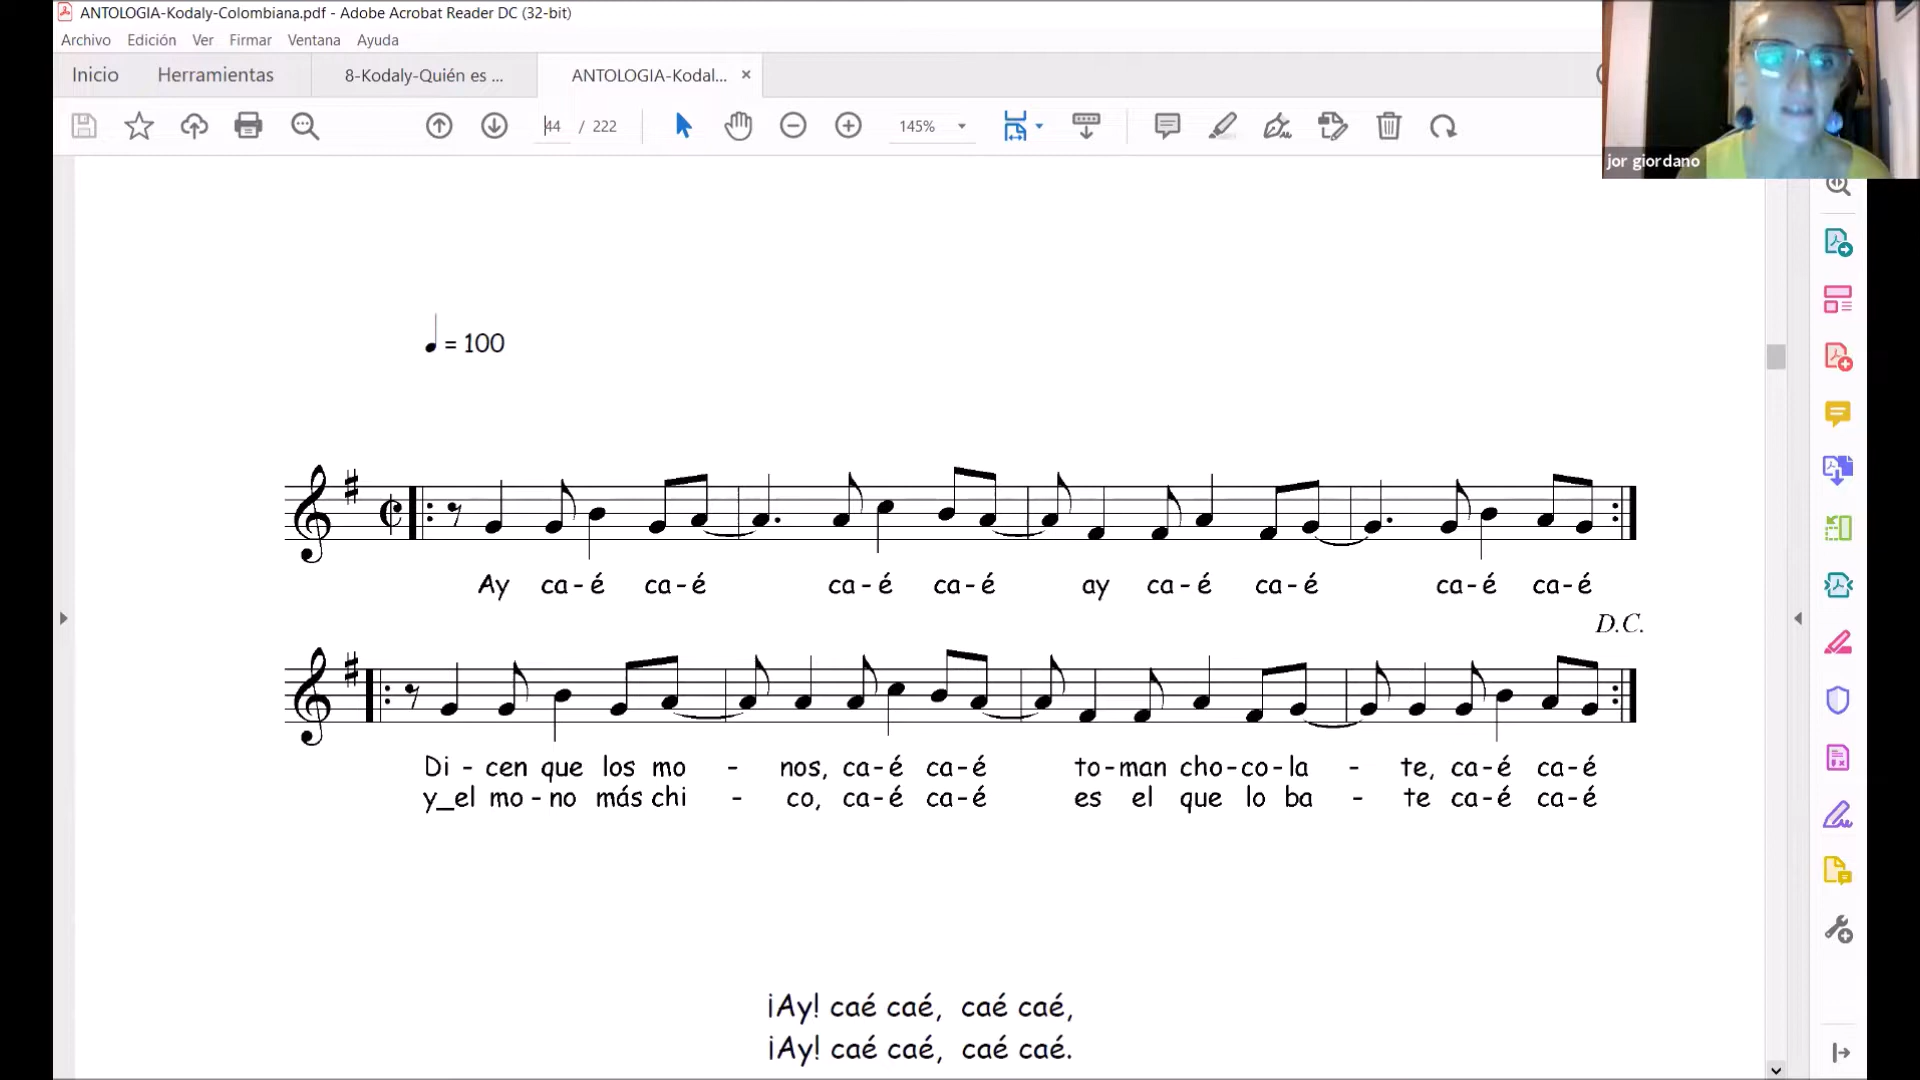 ANTOLOGIA-Kodaly-Colombiana.pdf - Adobe Acrobat Reader DC (32-bit)
Archivo Edición Ver Firmar Ventana Ayuda
Inicio Herramientas 8-Kodaly-Quién es ... ANTOLOGIA-Kodal... ×
44 / 222 145%
jor giordano
= 100
Ay ca-é ca-é ca-é ca-é ay ca-é ca-é ca-é ca-é
D.C.
Di - cen que los mo - nos, ca-é ca-é to-man cho-co-la - te, ca-é ca-é
y_el mo-no más chi - co, ca-é ca-é es el que lo ba - te ca-é ca-é
¡Ay! caé caé, caé caé,
¡Ay! caé caé, caé caé.